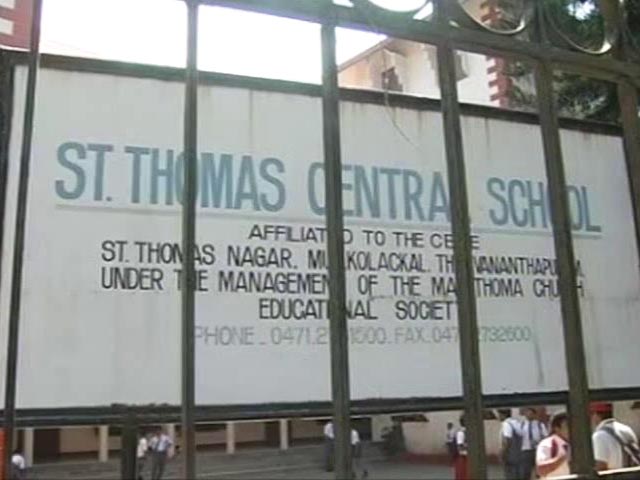 ST. THOMAS CENTRAL SCHOOL
AFFILIATED TO THE CBSE
ST. THOMAS NAGAR. MUKKOLACKAL. THIRUVANANTHAPURAM.
UNDER THE MANAGEMENT OF THE MAR THOMA CHURCH
EDUCATIONAL SOCIETY
PHONE - FAX.